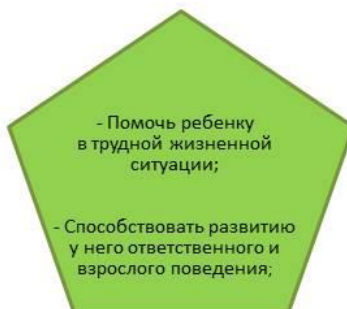 - Помочь ребенку
в трудной жизненной
ситуации;
- Способствовать развитию
у него ответственного и
взрослого поведения;